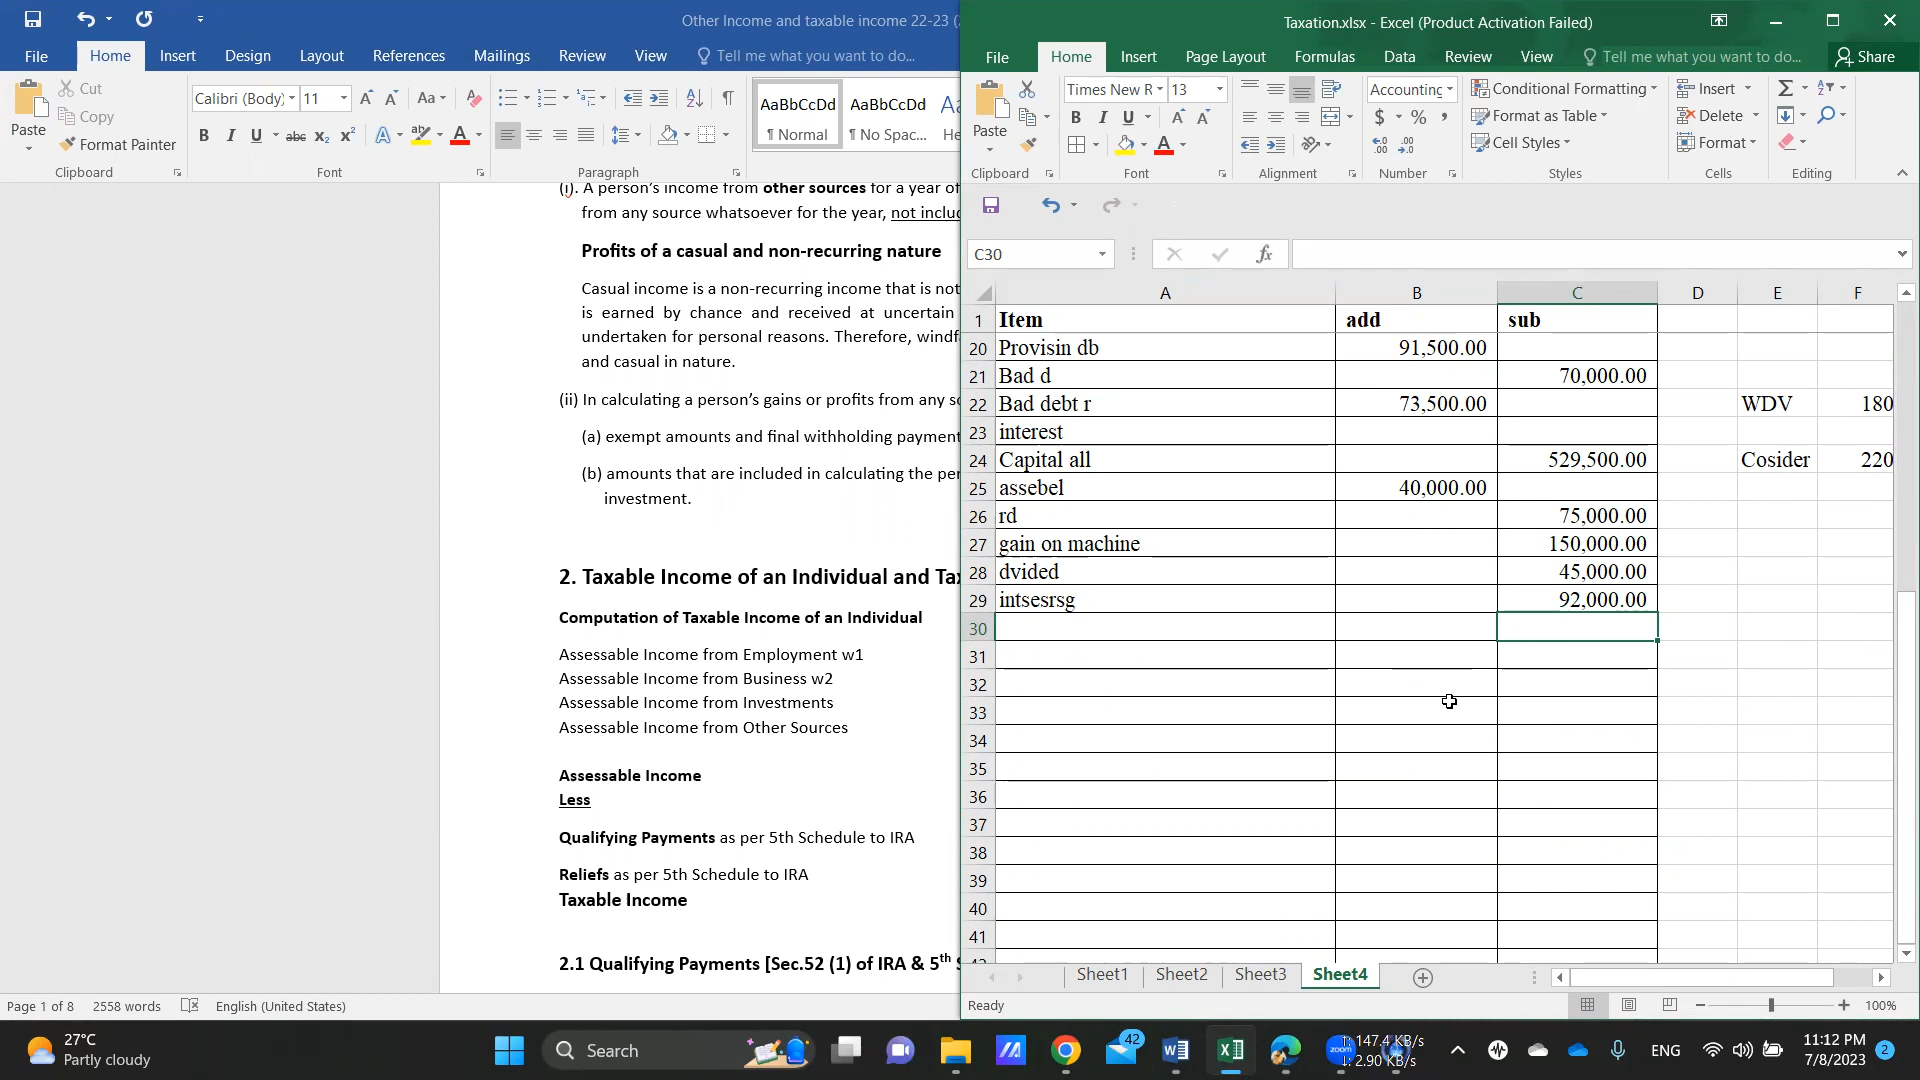 Other Income and taxable income 22-23 (
File Home Insert Design Layout References Mailings Review View Tell me what you want to do...
Paste Cut Copy Format Painter
Calibri (Body) 11
AaBbCcDd AaBbCcDd
¶ Normal ¶ No Spac... He
Clipboard Font Paragraph
(i). A person's income from other sources for a year of
from any source whatsoever for the year, not inclu
Profits of a casual and non-recurring nature
Casual income is a non-recurring income that is not
is earned by chance and received at uncertain
undertaken for personal reasons. Therefore, windf
and casual in nature.
(ii) In calculating a person's gains or profits from any so
(a) exempt amounts and final withholding payment
(b) amounts that are included in calculating the pe
investment.
2. Taxable Income of an Individual and Tax
Computation of Taxable Income of an Individual
Assessable Income from Employment w1
Assessable Income from Business w2
Assessable Income from Investments
Assessable Income from Other Sources
Assessable Income
Less
Qualifying Payments as per 5th Schedule to IRA
Reliefs as per 5th Schedule to IRA
Taxable Income
2.1 Qualifying Payments [Sec.52 (1) of IRA & 5th S
Page 1 of 8 2558 words English (United States)
Taxation.xlsx - Excel (Product Activation Failed)
File Home Insert Page Layout Formulas Data Review View Tell me what you want to do... Share
Paste Times New R 13 Accounting
Conditional Formatting Format as Table Cell Styles
Insert Delete Format
Clipboard Font Alignment Number Styles Cells Editing
C30
A B C D E F
1 Item add sub
20 Provisin db 91,500.00
21 Bad d 70,000.00
22 Bad debt r 73,500.00 WDV 180
23 interest
24 Capital all 529,500.00 Cosider 220
25 assebel 40,000.00
26 rd 75,000.00
27 gain on machine 150,000.00
28 dvided 45,000.00
29 intsesrsg 92,000.00
30
31
32
33
34
35
36
37
38
39
40
41
Sheet1 Sheet2 Sheet3 Sheet4
Ready 100%
27°C
Partly cloudy
Search
42
zoom
147.4 KB/s
2.90 KB/s
ENG
11:12 PM
7/8/2023
2